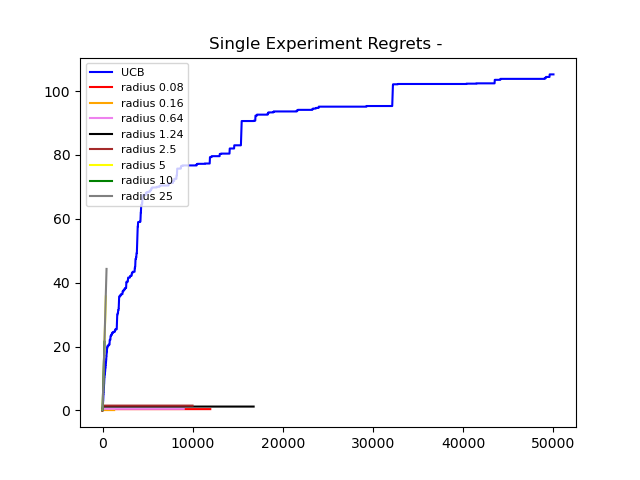 Single Experiment Regrets -
UCB
radius 0.08
radius 0.16
radius 0.64
radius 1.24
radius 2.5
radius 5
radius 10
radius 25
100
80
60
40
20
0
0 10000 20000 30000 40000 50000